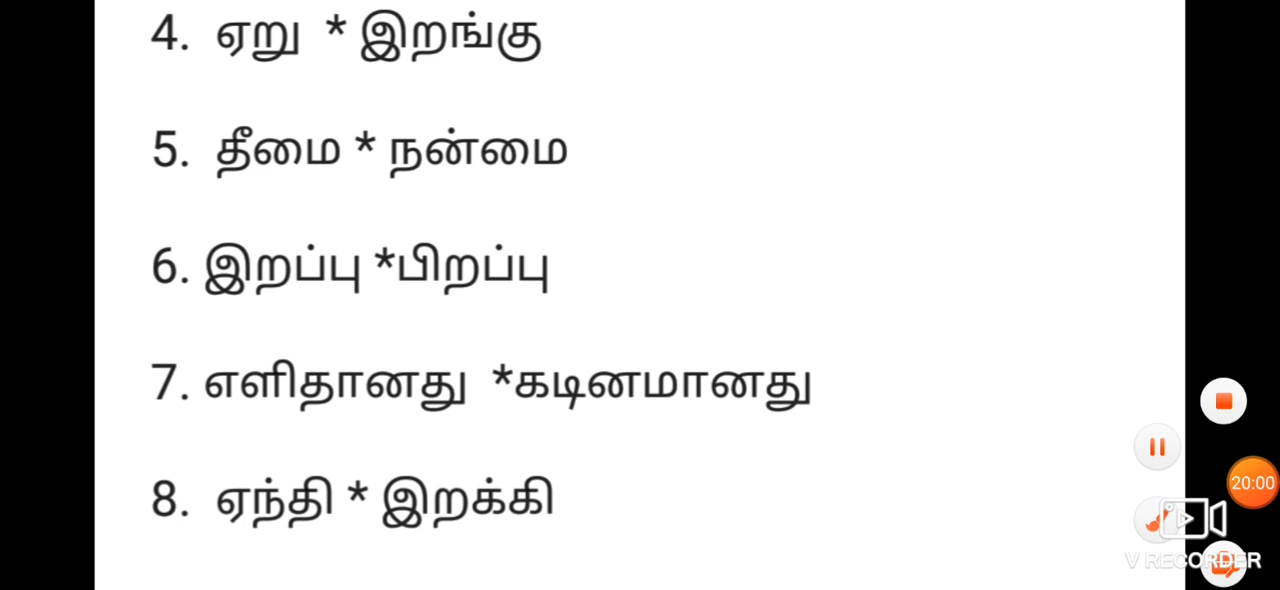 4. ஏறு * இறங்கு
5. தீமை * நன்மை
6. இறப்பு *பிறப்பு
7. எளிதானது *கடினமானது
8. ஏந்தி * இறக்கி
20:00
V RECORDER